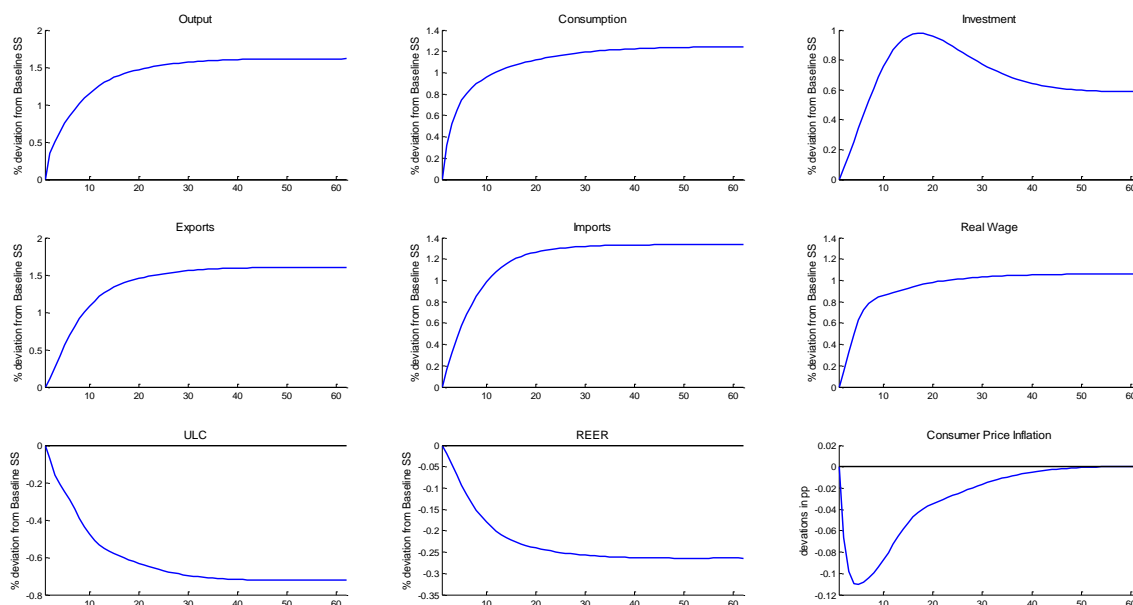 Output
% deviation from Baseline SS
2
1.5
1
0.5
0
10 20 30 40 50 60
Consumption
% deviation from Baseline SS
1.4
1.2
1
0.8
0.6
0.4
0.2
0
10 20 30 40 50 60
Investment
% deviation from Baseline SS
1
0.8
0.6
0.4
0.2
0
10 20 30 40 50 60
Exports
% deviation from Baseline SS
2
1.5
1
0.5
0
10 20 30 40 50 60
Imports
% deviation from Baseline SS
1.4
1.2
1
0.8
0.6
0.4
0.2
0
10 20 30 40 50 60
Real Wage
% deviation from Baseline SS
1.4
1.2
1
0.8
0.6
0.4
0.2
0
10 20 30 40 50 60
ULC
% deviation from Baseline SS
0
-0.2
-0.4
-0.6
-0.8
10 20 30 40 50 60
REER
% deviation from Baseline SS
0
-0.05
-0.1
-0.15
-0.2
-0.25
-0.3
-0.35
10 20 30 40 50 60
Consumer Price Inflation
devations in pp
0.02
0
-0.02
-0.04
-0.06
-0.08
-0.1
-0.12
10 20 30 40 50 60